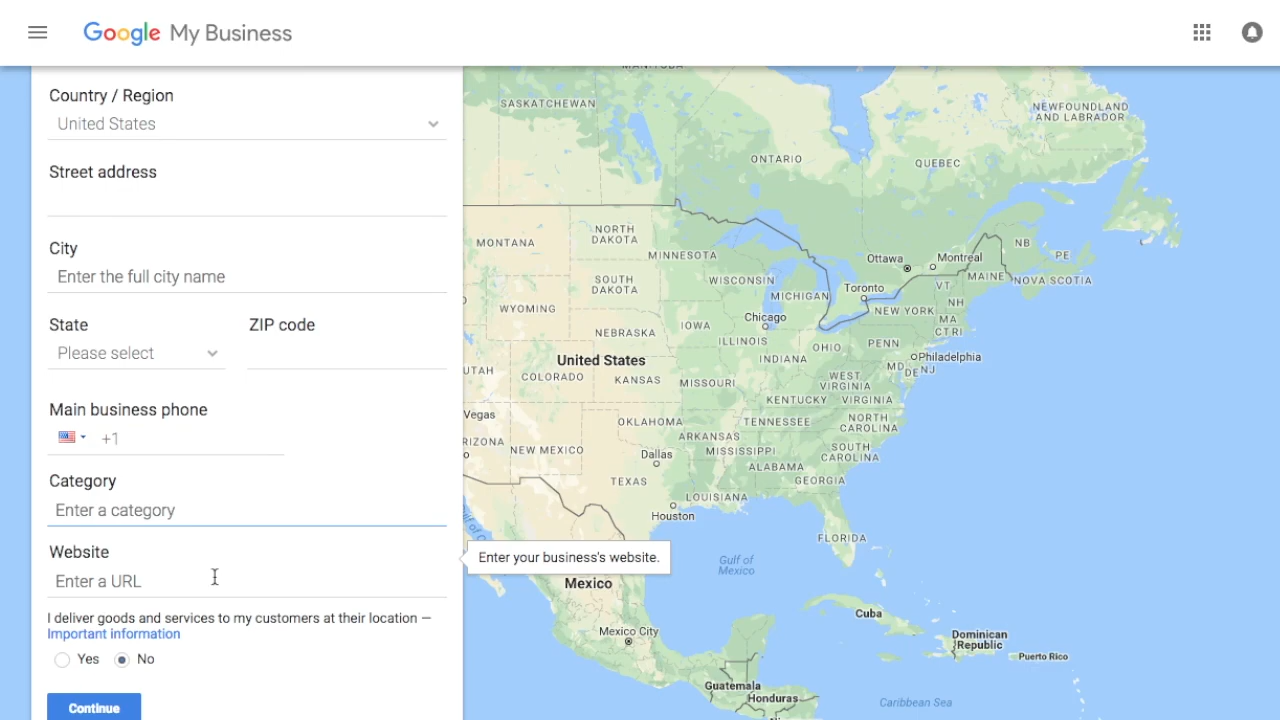 Google My Business
Country / Region
United States
Street address
City
Enter the full city name
State
ZIP code
Please select
Main business phone
+1
Category
Enter a category
Website
Enter a URL
Enter your business's website.
I deliver goods and services to my customers at their location —
Important information
Yes
No
Continue
SASKATCHEWAN
NEWFOUNDLAND
AND LABRADOR
ONTARIO
QUEBEC
MONTANA
NORTH
DAKOTA
MINNESOTA
Ottawa
Montreal
NB
PE
MAINE
NOVA SCOTIA
SOUTH
DAKOTA
WISCONSIN
MICHIGAN
Toronto
VT
NH
WYOMING
NEW YORK
MA
CT RI
IOWA
Chicago
NEBRASKA
ILLINOIS
INDIANA
OHIO
PENN
Philadelphia
United States
MD
DE
NJ
UTAH
COLORADO
KANSAS
MISSOURI
WEST
VIRGINIA
KENTUCKY
VIRGINIA
Vegas
OKLAHOMA
TENNESSEE
NORTH
CAROLINA
RIZONA
NEW MEXICO
ARKANSAS
MISSISSIPPI
SOUTH
CAROLINA
Dallas
ALABAMA
TEXAS
GEORGIA
LOUISIANA
Houston
FLORIDA
Gulf of
Mexico
Mexico
Cuba
Mexico City
Dominican
Republic
Puerto Rico
Guatemala
Honduras
Caribbean Sea